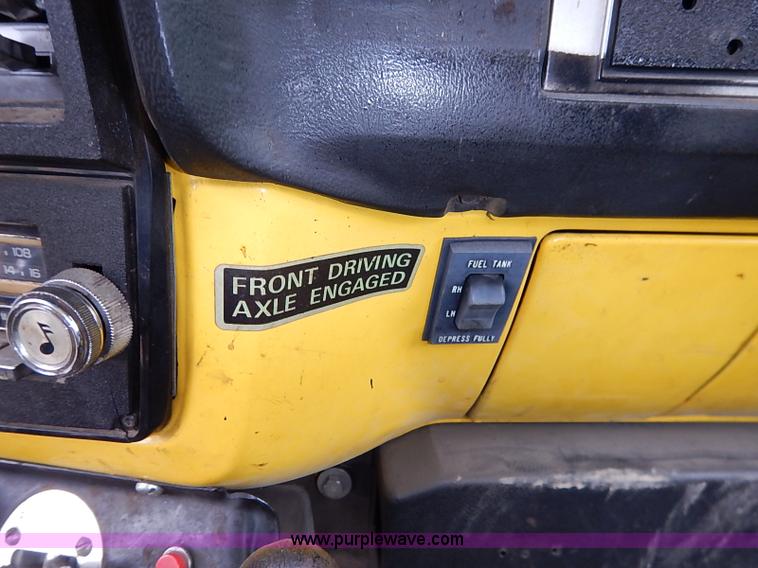 108
14 16
FRONT DRIVING
AXLE ENGAGED
FUEL TANK
RH
LH
DEPRESS FULLY
www.purplewave.com